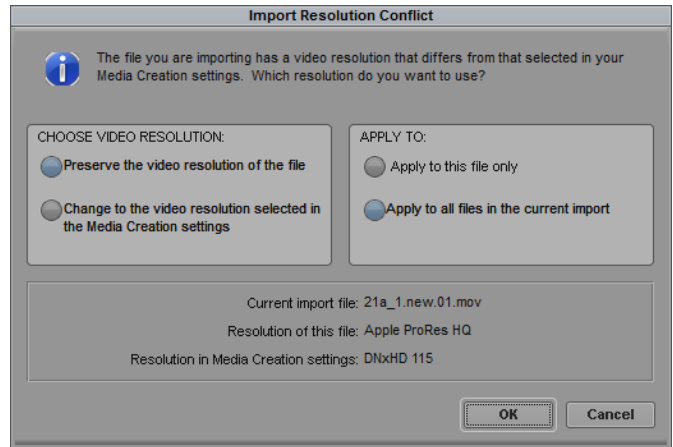 Import Resolution Conflict
The file you are importing has a video resolution that differs from that selected in your
Media Creation settings.  Which resolution do you want to use?
CHOOSE VIDEO RESOLUTION:
Preserve the video resolution of the file
Change to the video resolution selected in
the Media Creation settings
APPLY TO:
Apply to this file only
Apply to all files in the current import
Current import file: 21a_1.new.01.mov
Resolution of this file: Apple ProRes HQ
Resolution in Media Creation settings: DNxHD 115
OK Cancel